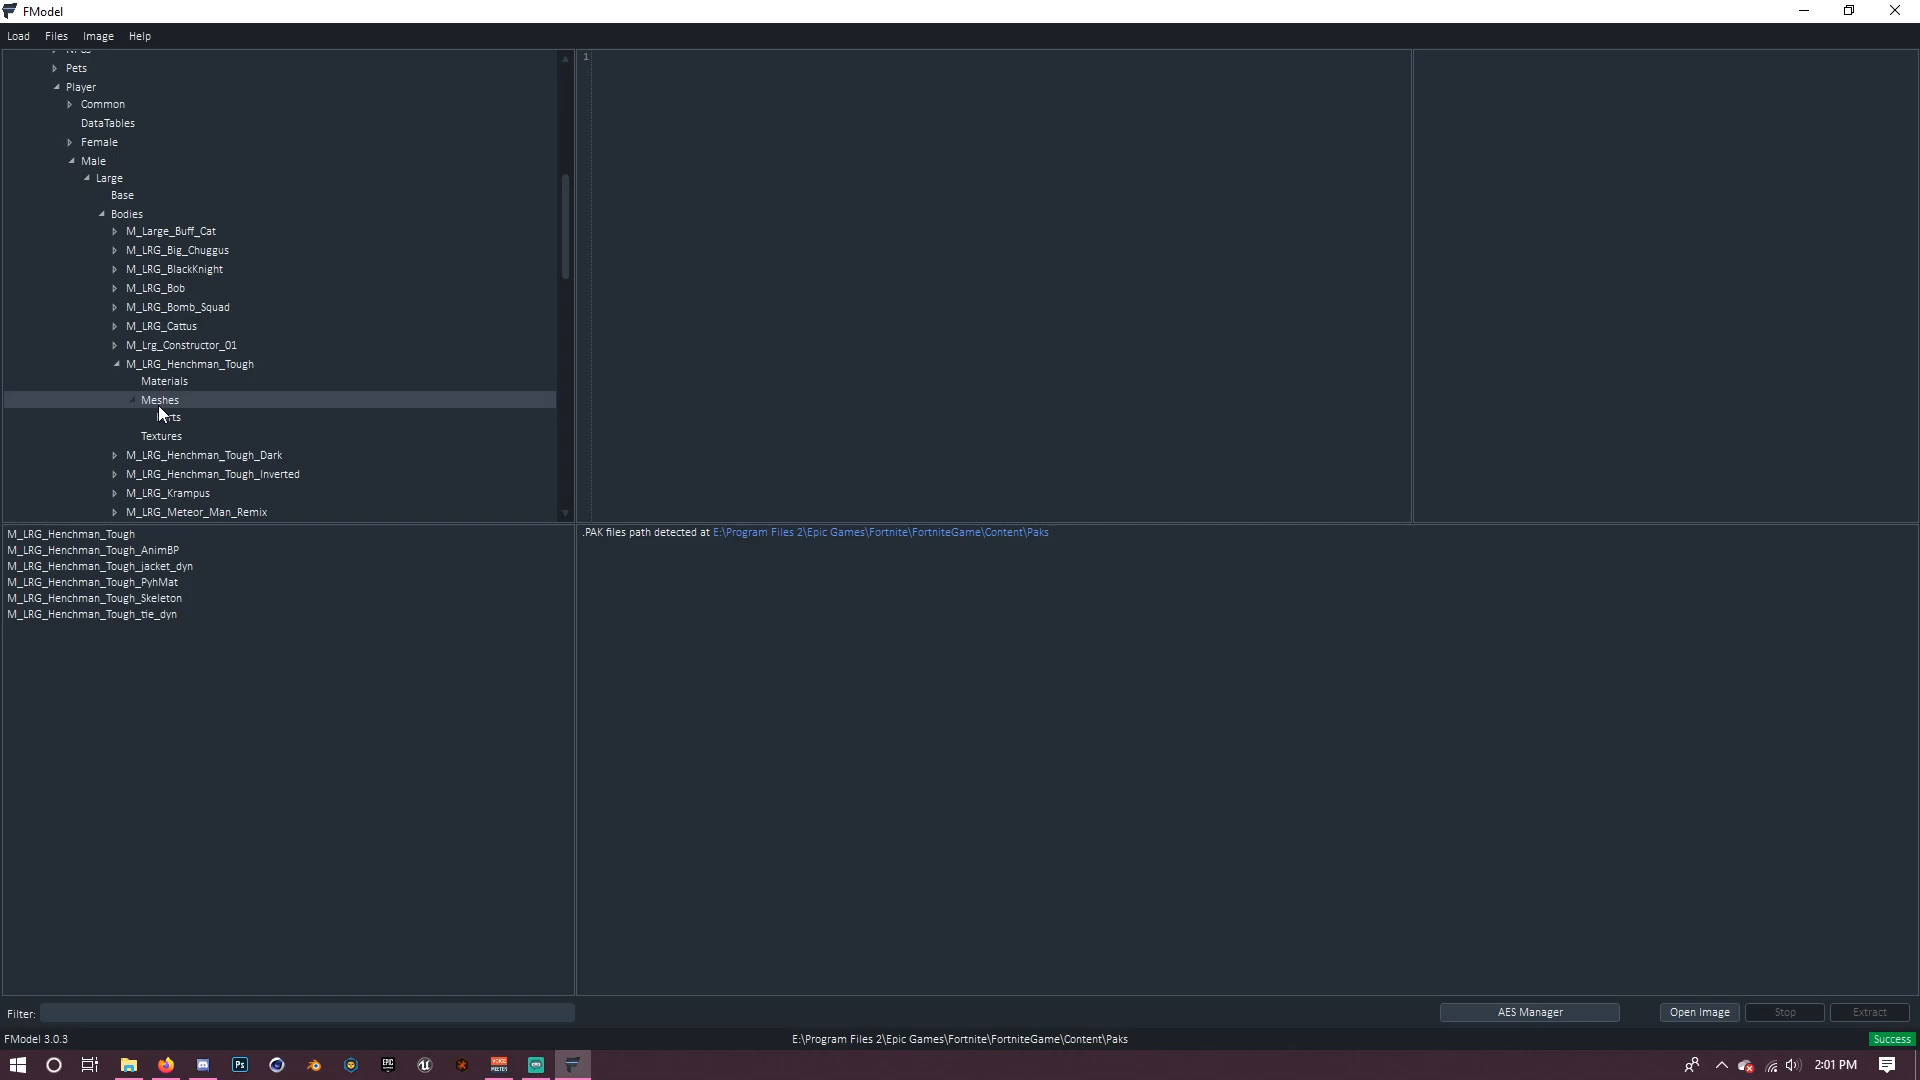 FModel
Load Files Image Help
Pets
Player
Common
DataTables
Female
Male
Large
Base
Bodies
M_Large_Buff_Cat
M_LRG_Big_Chuggus
M_LRG_BlackKnight
M_LRG_Bob
M_LRG_Bomb_Squad
M_LRG_Cattus
M_Lrg_Constructor_01
M_LRG_Henchman_Tough
Materials
Meshes
Textures
M_LRG_Henchman_Tough_Dark
M_LRG_Henchman_Tough_Inverted
M_LRG_Krampus
M_LRG_Meteor_Man_Remix
1
M_LRG_Henchman_Tough
M_LRG_Henchman_Tough_AnimBP
M_LRG_Henchman_Tough_jacket_dyn
M_LRG_Henchman_Tough_PyhMat
M_LRG_Henchman_Tough_Skeleton
M_LRG_Henchman_Tough_tie_dyn
.PAK files path detected at E:\Program Files 2\Epic Games\Fortnite\FortniteGame\Content\Paks
Filter:
AES Manager Open Image Stop Extract
FModel 3.0.3 E:\Program Files 2\Epic Games\Fortnite\FortniteGame\Content\Paks Success
2:01 PM